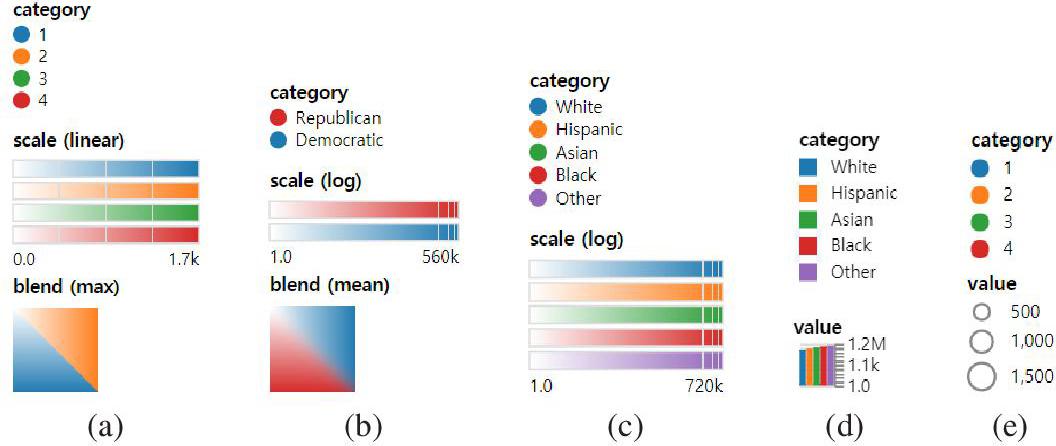 category
1
2
3
4
scale (linear)
0.0 1.7k
blend (max)
(a)
category
Republican
Democratic
scale (log)
1.0 560k
blend (mean)
(b)
category
White
Hispanic
Asian
Black
Other
scale (log)
1.0 720k
(c)
category
White
Hispanic
Asian
Black
Other
value
1.2M
1.1k
1.0
(d)
category
1
2
3
4
value
500
1,000
1,500
(e)